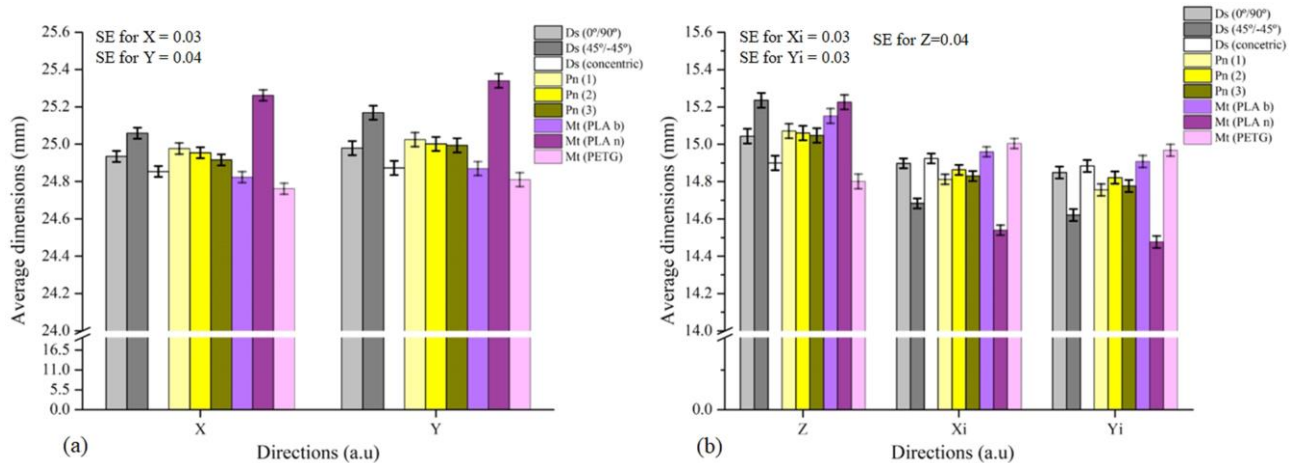 SE for X = 0.03
SE for Y = 0.04
Ds (0º/90º)
Ds (45º/-45º)
Ds (concentric)
Pn (1)
Pn (2)
Pn (3)
Mt (PLA b)
Mt (PLA n)
Mt (PETG)
Average dimensions (mm)
25.6
25.4
25.2
25.0
24.8
24.6
24.4
24.2
24.0
16.5
11.0
5.5
0.0
X
Y
(a)
Directions (a.u)
SE for Xi = 0.03
SE for Yi = 0.03
SE for Z=0.04
Ds (0º/90º)
Ds (45º/-45º)
Ds (concetric)
Pn (1)
Pn (2)
Pn (3)
Mt (PLA b)
Mt (PLA n)
Mt (PETG)
Average dimensions (mm)
15.6
15.4
15.2
15.0
14.8
14.6
14.4
14.2
14.0
0.0
Z
Xi
Yi
(b)
Directions (a.u)